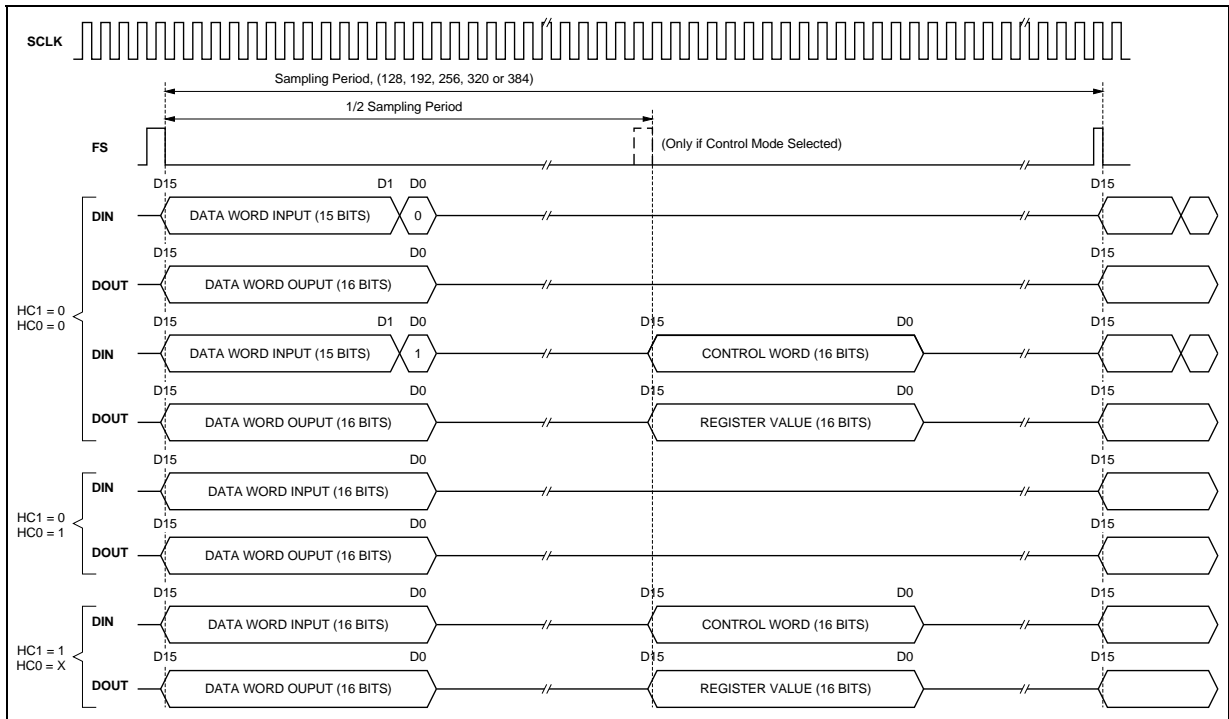 SCLK
Sampling Period, (128, 192, 256, 320 or 384)
1/2 Sampling Period
FS
(Only if Control Mode Selected)
D15 D1 D0 D15
DIN DATA WORD INPUT (15 BITS) 0
D15 D0 D15
DOUT DATA WORD OUPUT (16 BITS)
HC1 = 0
HC0 = 0
D15 D1 D0 D15 D0 D15
DIN DATA WORD INPUT (15 BITS) 1 CONTROL WORD (16 BITS)
D15 D0 D15 D0 D15
DOUT DATA WORD OUPUT (16 BITS) REGISTER VALUE (16 BITS)
D15 D0 D15
DIN DATA WORD INPUT (16 BITS)
HC1 = 0
HC0 = 1
D15 D0 D15
DOUT DATA WORD OUPUT (16 BITS)
D15 D0 D15 D0 D15
DIN DATA WORD INPUT (16 BITS) CONTROL WORD (16 BITS)
HC1 = 1
HC0 = X
D15 D0 D15 D0 D15
DOUT DATA WORD OUPUT (16 BITS) REGISTER VALUE (16 BITS)